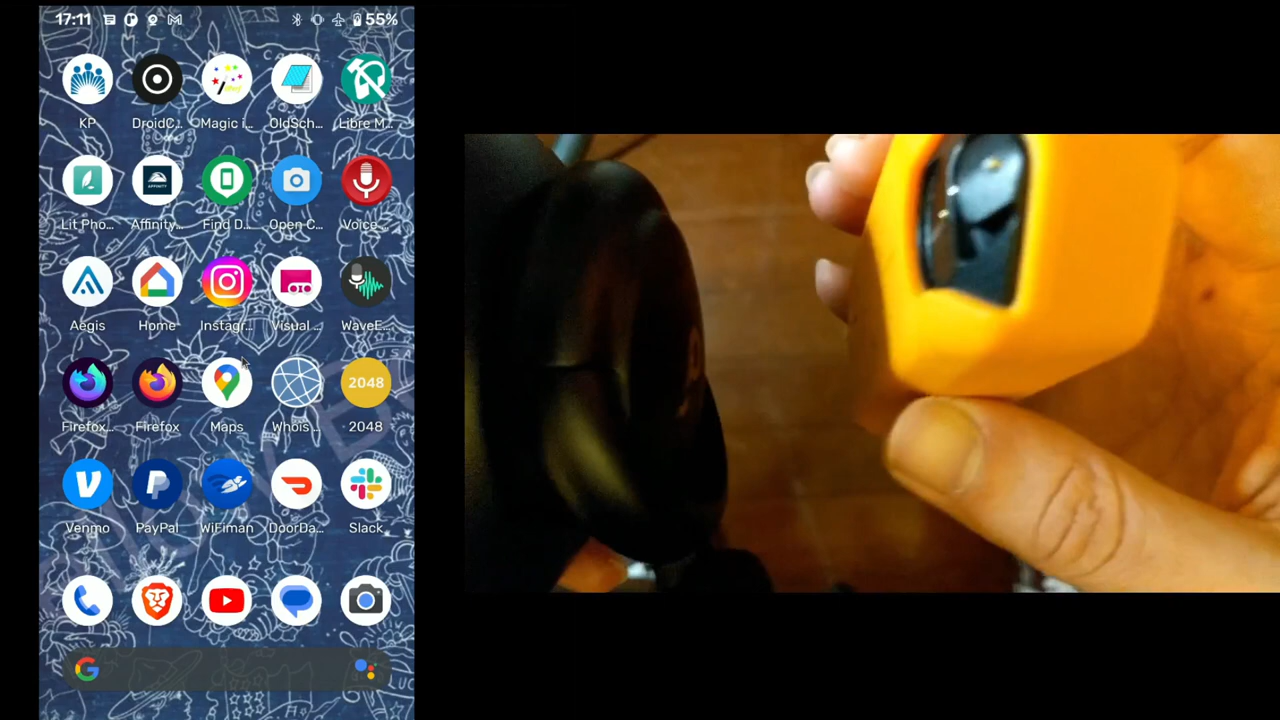 17:11 55%
KP DroidC... Magic i... OldSch... Libre M...
Lit Pho... Affinity... Find D... Open C... Voice ...
Aegis Home Instagr... Visual ... WaveE...
Firefox... Firefox Maps Whois ... 2048
Venmo PayPal WiFiman DoorDa... Slack
2048
AFFINITY